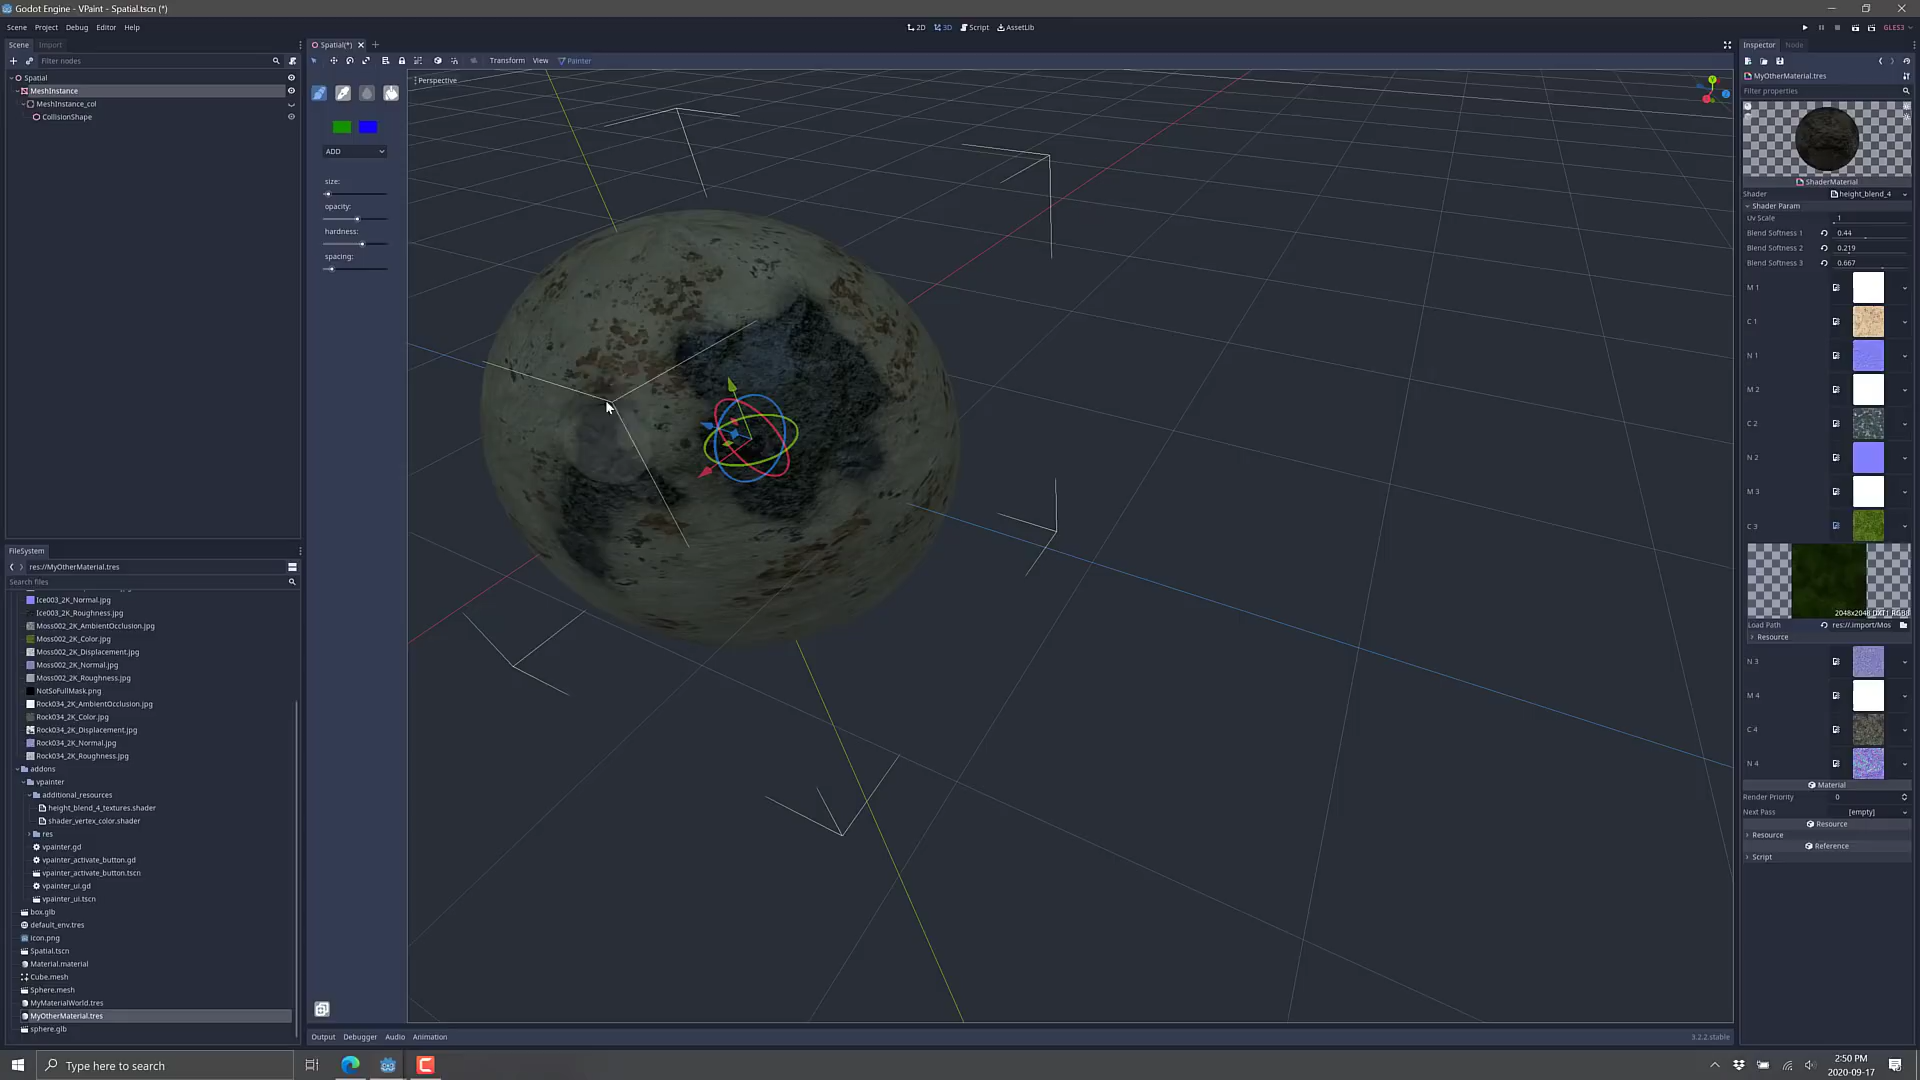 Godot Engine - VPaint - Spatial.tscn (*)
Scene Project Debug Editor Help
2D 3D Script AssetLib
GLES3
Scene Import
Spatial(*)
Inspector Node
Filter nodes
Transform View Painter
Spatial
MeshInstance
MeshInstance_col
CollisionShape
Perspective
ADD
size:
opacity:
hardness:
spacing:
MyOtherMaterial.tres
Filter properties
ShaderMaterial
Shader height_blend_4
Shader Param
Uv Scale 1
Blend Softness 1 0.44
Blend Softness 2 0.219
Blend Softness 3 0.667
M 1
C 1
N 1
M 2
C 2
N 2
M 3
C 3
2048x2048 DXT1 RGB8
Load Path res://.import/Mos
Resource
N 3
M 4
C 4
N 4
Material
Render Priority 0
Next Pass [empty]
Resource
Resource
Reference
Script
FileSystem
res://MyOtherMaterial.tres
Search files
Ice003_2K_Normal.jpg
Ice003_2K_Roughness.jpg
Moss002_2K_AmbientOcclusion.jpg
Moss002_2K_Color.jpg
Moss002_2K_Displacement.jpg
Moss002_2K_Normal.jpg
Moss002_2K_Roughness.jpg
NotSoFullMask.png
Rock034_2K_AmbientOcclusion.jpg
Rock034_2K_Color.jpg
Rock034_2K_Displacement.jpg
Rock034_2K_Normal.jpg
Rock034_2K_Roughness.jpg
addons
vpainter
additional_resources
height_blend_4_textures.shader
shader_vertex_color.shader
res
vpainter.gd
vpainter_activate_button.gd
vpainter_activate_button.tscn
vpainter_ui.gd
vpainter_ui.tscn
box.glb
default_env.tres
icon.png
Spatial.tscn
Material.material
Cube.mesh
Sphere.mesh
MyMaterialWorld.tres
MyOtherMaterial.tres
sphere.glb
Output Debugger Audio Animation
3.2.2.stable
Type here to search
2:50 PM
2020-09-17